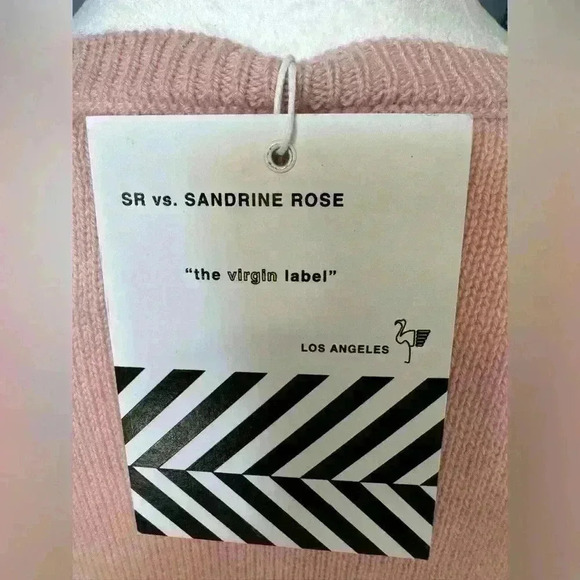 SR vs. SANDRINE ROSE
“the virgin label”
LOS ANGELES